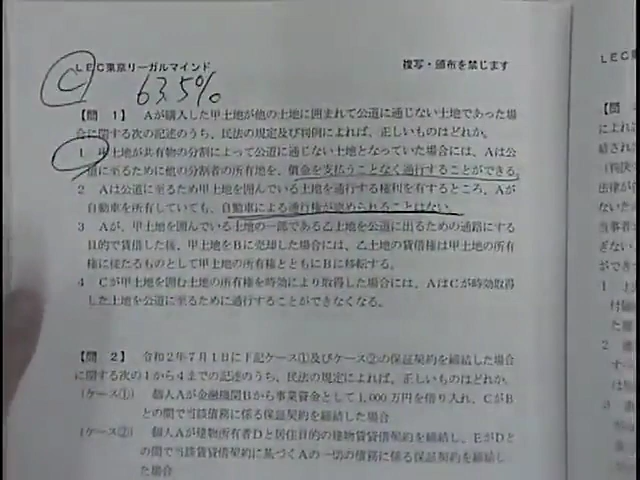 C
LEC東京リーガルマインド
複写・頒布を禁じます
63.5%
【問 1】 Aが購入した甲土地が他の土地に囲まれて公道に通じない土地であった場
合に関する次の記述のうち、民法の規定及び判例によれば、正しいものはどれか。
1 甲土地が共有物の分割によって公道に通じない土地となっていた場合には、Aは公
道に至るために他の分割者の所有地を、償金を支払うことなく通行することができる。
2 Aは公道に至るため甲土地を囲んでいる土地を通行する権利を有するところ、Aが
自動車を所有していても、自動車による通行権が認められることはない。
3 Aが、甲土地を囲んでいる土地の一部である乙土地を公道に出るための通路にする
目的で賃借した後、甲土地をBに売却した場合には、乙土地の賃借権は甲土地の所有
権に従たるものとして甲土地の所有権とともにBに移転する。
4 Cが甲土地を囲む土地の所有権を時効により取得した場合には、AはCが時効取得
した土地を公道に至るために通行することができなくなる。
【問 2】 令和2年7月1日に下記ケース①及びケース②の保証契約を締結した場合
に関する次の1から4までの記述のうち、民法の規定によれば、正しいものはどれか。
(ケース①) 個人Aが金融機関Bから事業資金として1,000万円を借り入れ、CがB
との間で当該債務に係る保証契約を締結した場合
(ケース②) 個人Aが建物所有者Dと居住目的の建物賃貸借契約を締結し、EがDと
の間で当該賃貸借契約に基づくAの一切の債務に係る保証契約を締結し
た場合
LEC
【問